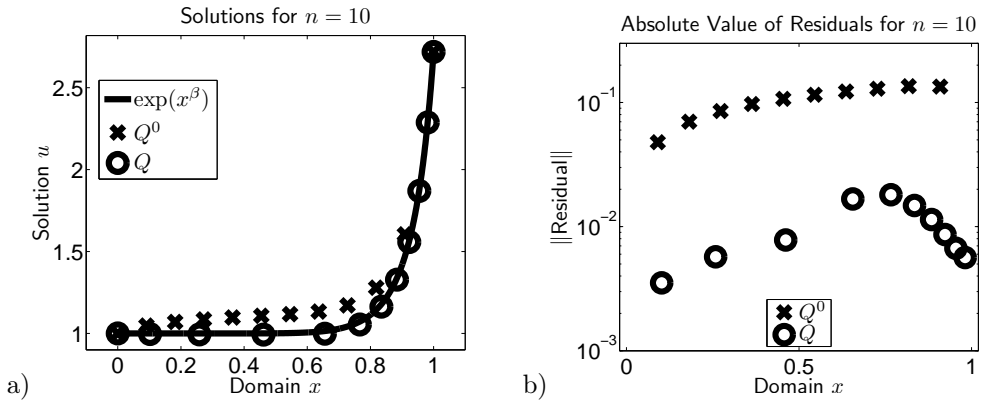 Solutions for n = 10
2.5
2
1.5
1
Solution u
exp(x^β)
Q^0
Q
0 0.2 0.4 0.6 0.8 1
Domain x
a)
Absolute Value of Residuals for n = 10
10^−1
10^−2
10^−3
‖Residual‖
Q^0
Q
0 0.5 1
Domain x
b)